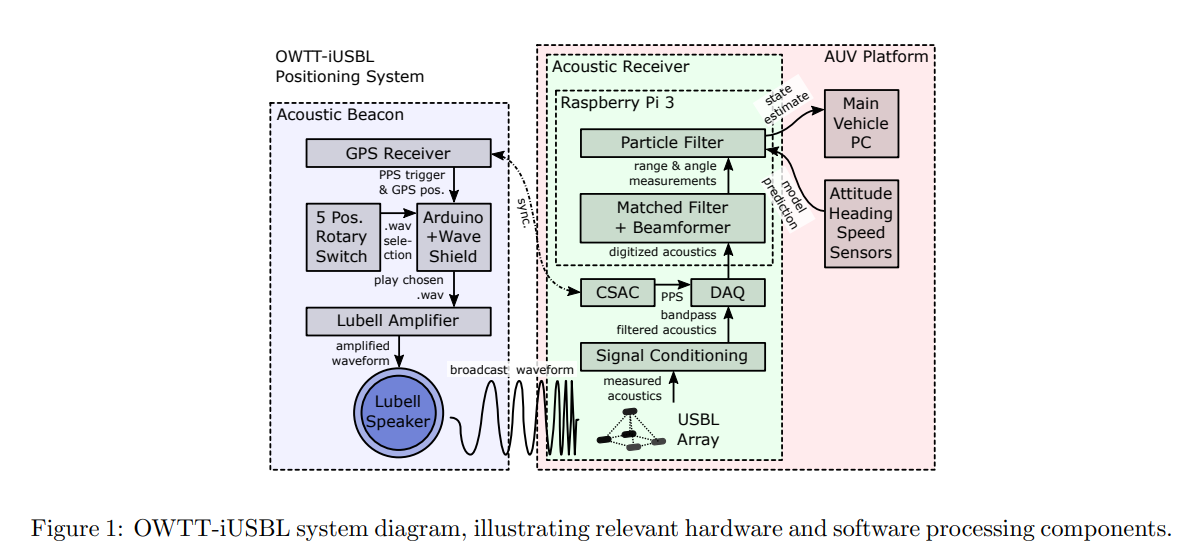 OWTT-iUSBL
Positioning System
Acoustic Beacon
GPS Receiver
PPS trigger
& GPS pos.
5 Pos.
Rotary
Switch
.wav
sele-
ction
Arduino
+Wave
Shield
play chosen
.wav
Lubell Amplifier
amplified
waveform
Lubell
Speaker
broadcast waveform
sync.
AUV Platform
Acoustic Receiver
Raspberry Pi 3
Particle Filter
range & angle
measurements
Matched Filter
+ Beamformer
digitized acoustics
CSAC
PPS
DAQ
bandpass
filtered acoustics
Signal Conditioning
measured
acoustics
USBL
Array
state
estimate
Main
Vehicle
PC
model
prediction
Attitude
Heading
Speed
Sensors
Figure 1: OWTT-iUSBL system diagram, illustrating relevant hardware and software processing components.